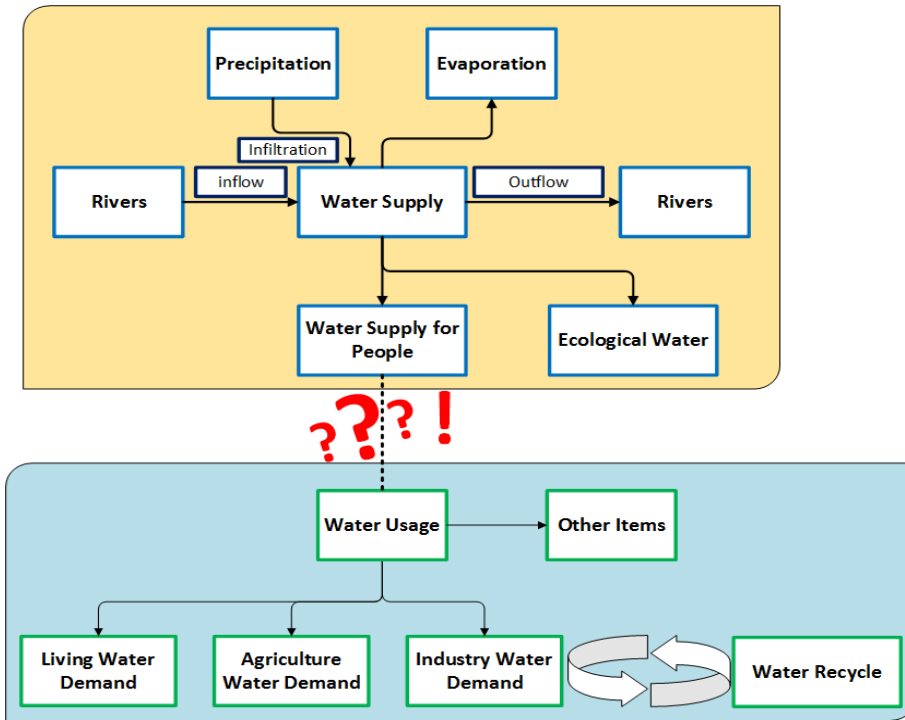 Precipitation
Evaporation
Infiltration
inflow
Outflow
Rivers
Water Supply
Rivers
Water Supply for
People
Ecological Water
? ? ? !
Water Usage
Other Items
Living Water
Demand
Agriculture
Water Demand
Industry Water
Demand
Water Recycle